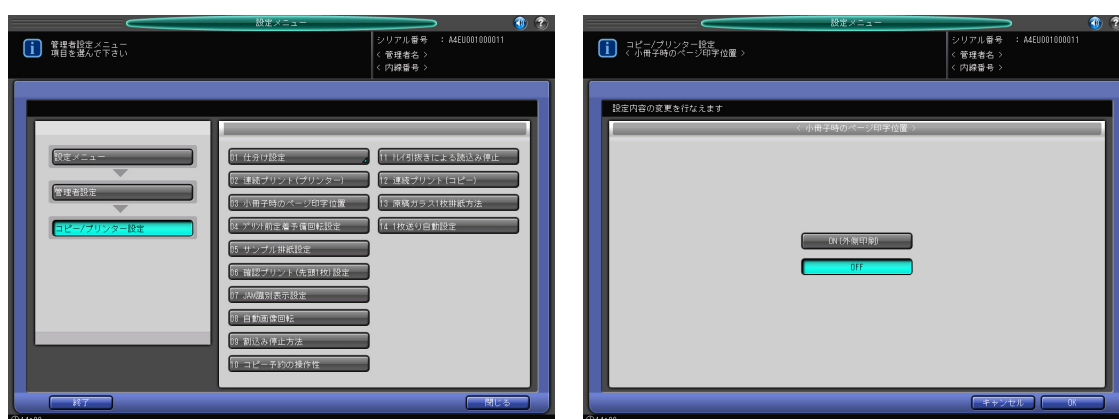 設定メニュー
管理者設定メニュー
項目を選んで下さい
シリアル番号 : A4EU001000011
< 管理者名 >
< 内線番号 >
設定メニュー
管理者設定
コピー/プリンター設定
01 仕分け設定
02 連続プリント(プリンター)
03 小冊子時のページ印字位置
04 プリント前定着予備回転設定
05 サンプル排紙設定
06 確認プリント(先頭1枚)設定
07 JAM識別表示設定
08 自動画像回転
09 割込み停止方法
10 コピー予約の操作性
11 トレイ引抜きによる読込み停止
12 連続プリント(コピー)
13 原稿ガラス1枚排紙方法
14 1枚送り自動設定
終了
閉じる
設定メニュー
コピー/プリンター設定
< 小冊子時のページ印字位置 >
シリアル番号 : A4EU001000011
< 管理者名 >
< 内線番号 >
設定内容の変更を行なえます
< 小冊子時のページ印字位置 >
ON(外側印刷)
OFF
キャンセル
OK